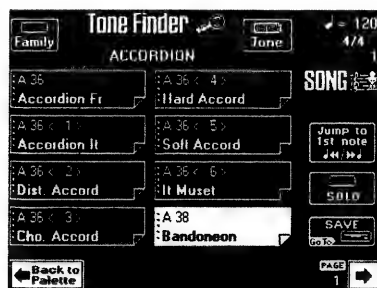 Family
Tone Finder
Tone
♩= 120
4/4
1
ACCORDION
SONG
A 36
Accordion Fr
A 36 < 4>
Hard Accord
A 36 < 1>
Accordion It
A 36 < 5>
Soft Accord
Jump to
1st note
A 36 < 2>
Dist. Accord
A 36 < 6>
It Muset
SOLO
A 36 < 3>
Cho. Accord
A 38
Bandoneon
SAVE
Go To
Back to
Palette
PAGE
1